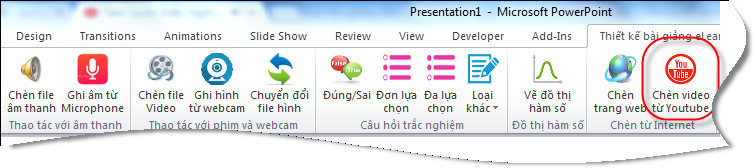 Presentation1 - Microsoft PowerPoint
Design Transitions Animations Slide Show Review View Developer Add-Ins Thiết kế bài giảng eLear
False True You Tube
Chèn file âm thanh
Ghi âm từ Microphone
Chèn file Video
Ghi hình từ webcam
Chuyển đổi file hình
Đúng/Sai
Đơn lựa chọn
Đa lựa chọn
Loại khác
Vẽ đồ thị hàm số
Chèn trang web
Chèn video từ Youtube
Thao tác với âm thanh Thao tác với phim và webcam Câu hỏi trắc nghiệm Đồ thị hàm số Chèn từ Internet